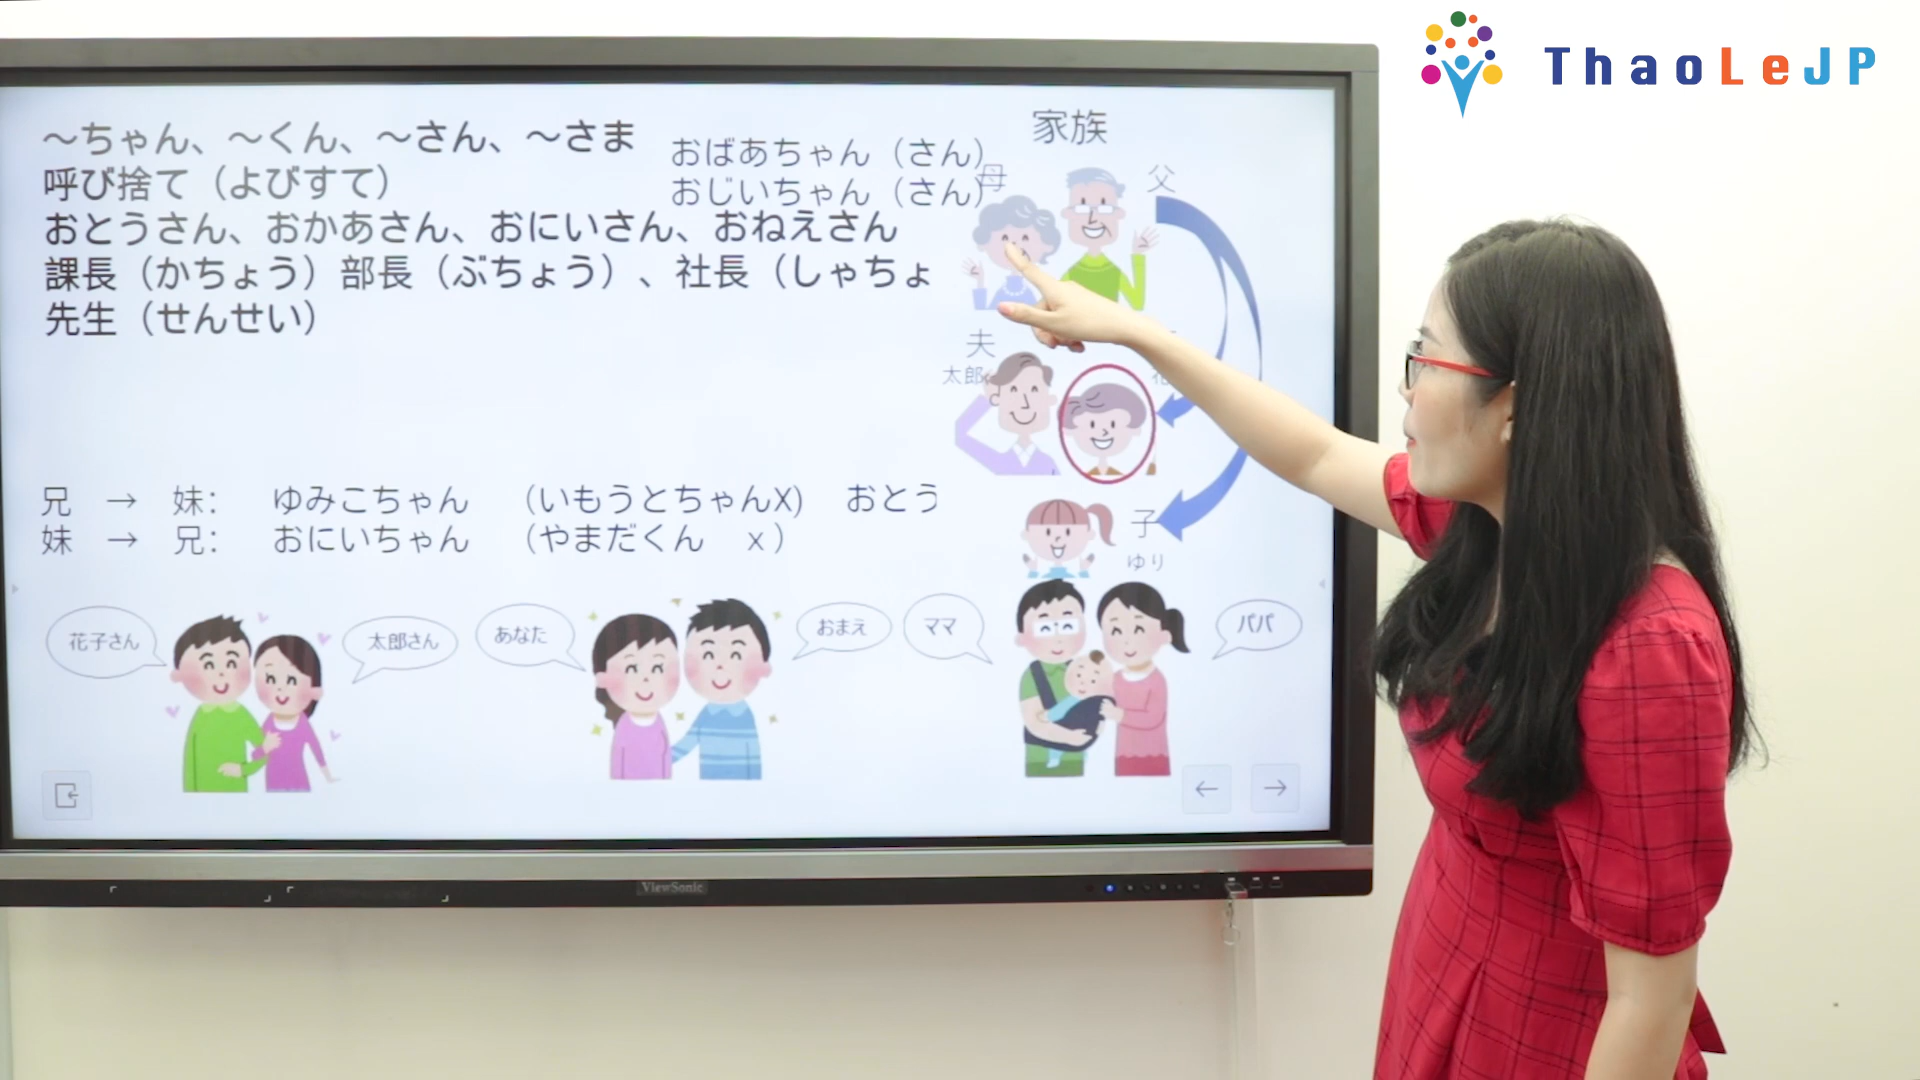 ThaoLeJP
～ちゃん、～くん、～さん、～さま
呼び捨て（よびすて）
おばあちゃん（さん）
おじいちゃん（さん）
おとうさん、おかあさん、おにいさん、おねえさん
課長（かちょう）部長（ぶちょう）、社長（しゃちょ
先生（せんせい）
家族
母
父
夫
太郎
子
ゆり
兄 → 妹： ゆみこちゃん （いもうとちゃんX） おとう
妹 → 兄： おにいちゃん （やまだくん x）
花子さん
太郎さん
あなた
おまえ
ママ
パパ
ViewSonic